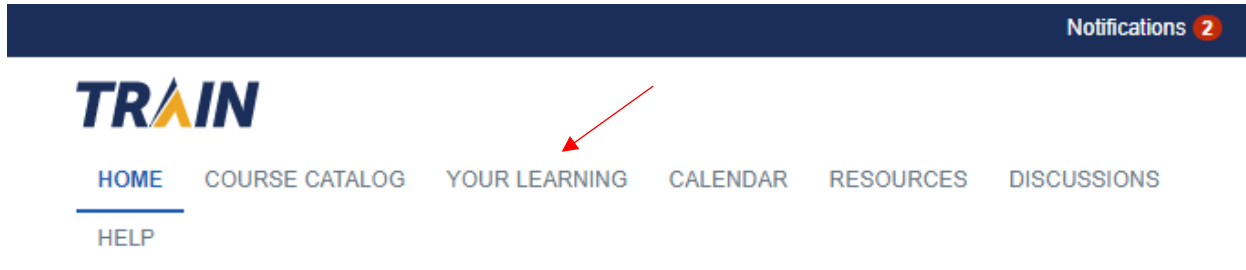 Notifications 2
TRAIN
HOME COURSE CATALOG YOUR LEARNING CALENDAR RESOURCES DISCUSSIONS
HELP